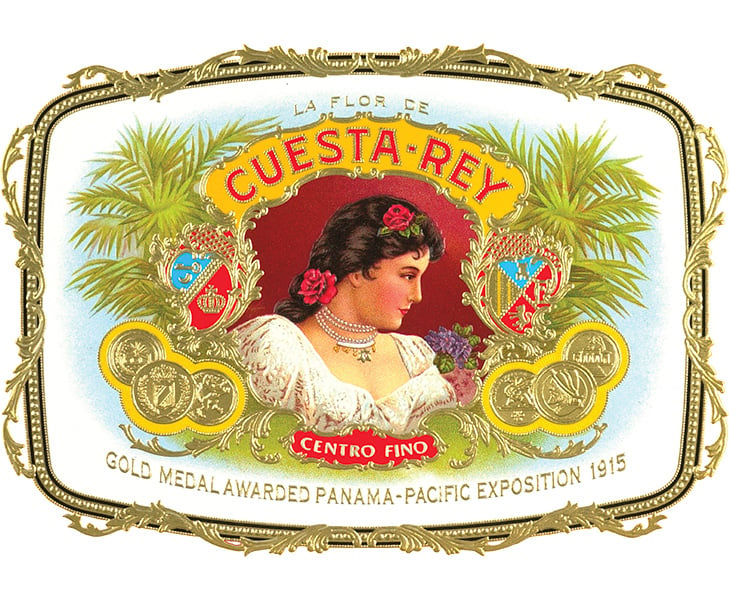 LA FLOR DE
CUESTA-REY
CENTRO FINO
GOLD MEDAL AWARDED PANAMA-PACIFIC EXPOSITION 1915